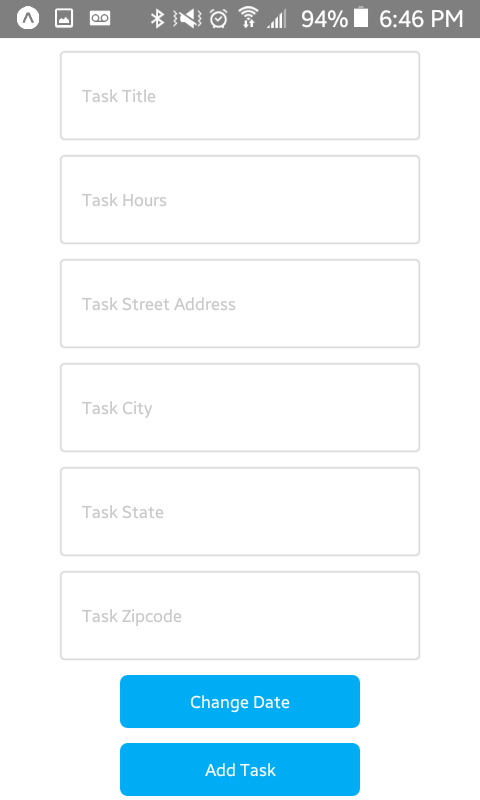 94% 6:46 PM
Task Title
Task Hours
Task Street Address
Task City
Task State
Task Zipcode
Change Date
Add Task